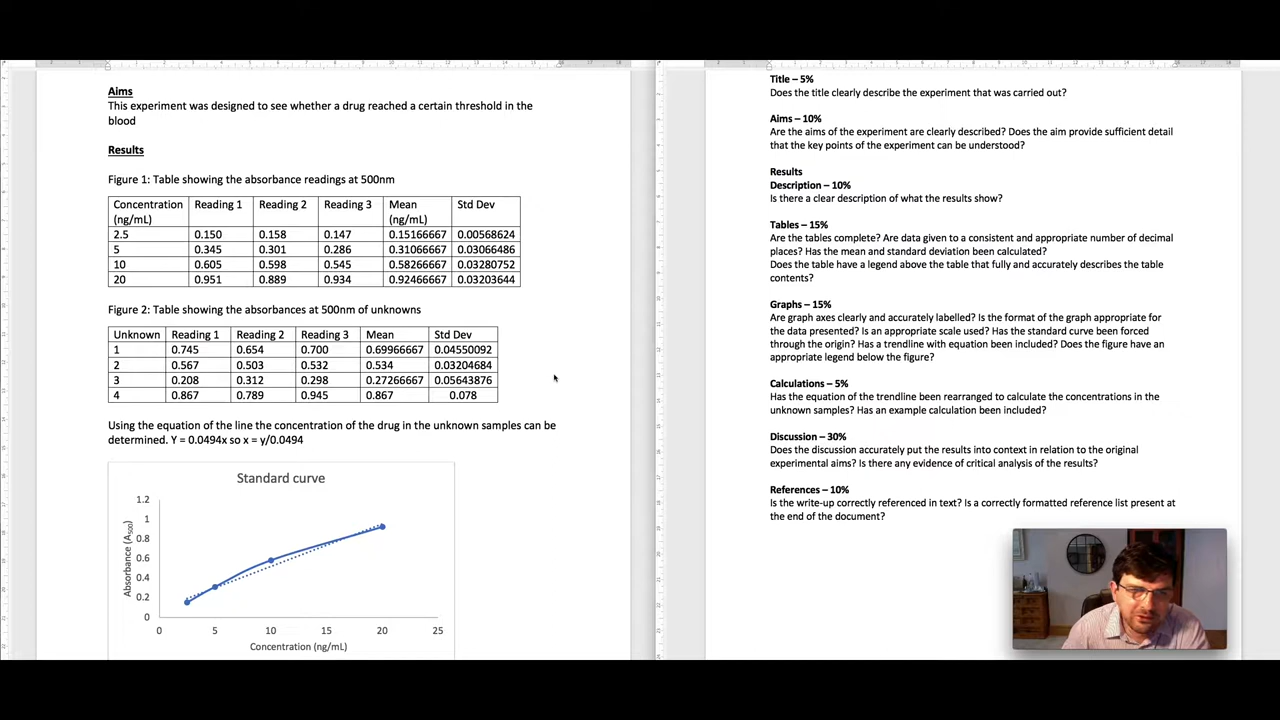 Aims
This experiment was designed to see whether a drug reached a certain threshold in the
blood
Results
Figure 1: Table showing the absorbance readings at 500nm
Concentration (ng/mL) Reading 1 Reading 2 Reading 3 Mean (ng/mL) Std Dev
2.5 0.150 0.158 0.147 0.15166667 0.00568624
5 0.345 0.301 0.286 0.31066667 0.03066486
10 0.605 0.598 0.545 0.58266667 0.03280752
20 0.951 0.889 0.934 0.92466667 0.03203644
Figure 2: Table showing the absorbances at 500nm of unknowns
Unknown Reading 1 Reading 2 Reading 3 Mean Std Dev
1 0.745 0.654 0.700 0.69966667 0.04550092
2 0.567 0.503 0.532 0.534 0.03204684
3 0.208 0.312 0.298 0.27266667 0.05643876
4 0.867 0.789 0.945 0.867 0.078
Using the equation of the line the concentration of the drug in the unknown samples can be
determined. Y = 0.0494x so x = y/0.0494
Standard curve
1.2
1
0.8
0.6
0.4
0.2
0
Absorbance (A500)
0 5 10 15 20 25
Concentration (ng/mL)
Title – 5%
Does the title clearly describe the experiment that was carried out?
Aims – 10%
Are the aims of the experiment are clearly described? Does the aim provide sufficient detail
that the key points of the experiment can be understood?
Results
Description – 10%
Is there a clear description of what the results show?
Tables – 15%
Are the tables complete? Are data given to a consistent and appropriate number of decimal
places? Has the mean and standard deviation been calculated?
Does the table have a legend above the table that fully and accurately describes the table
contents?
Graphs – 15%
Are graph axes clearly and accurately labelled? Is the format of the graph appropriate for
the data presented? Is an appropriate scale used? Has the standard curve been forced
through the origin? Has a trendline with equation been included? Does the figure have an
appropriate legend below the figure?
Calculations – 5%
Has the equation of the trendline been rearranged to calculate the concentrations in the
unknown samples? Has an example calculation been included?
Discussion – 30%
Does the discussion accurately put the results into context in relation to the original
experimental aims? Is there any evidence of critical analysis of the results?
References – 10%
Is the write-up correctly referenced in text? Is a correctly formatted reference list present at
the end of the document?